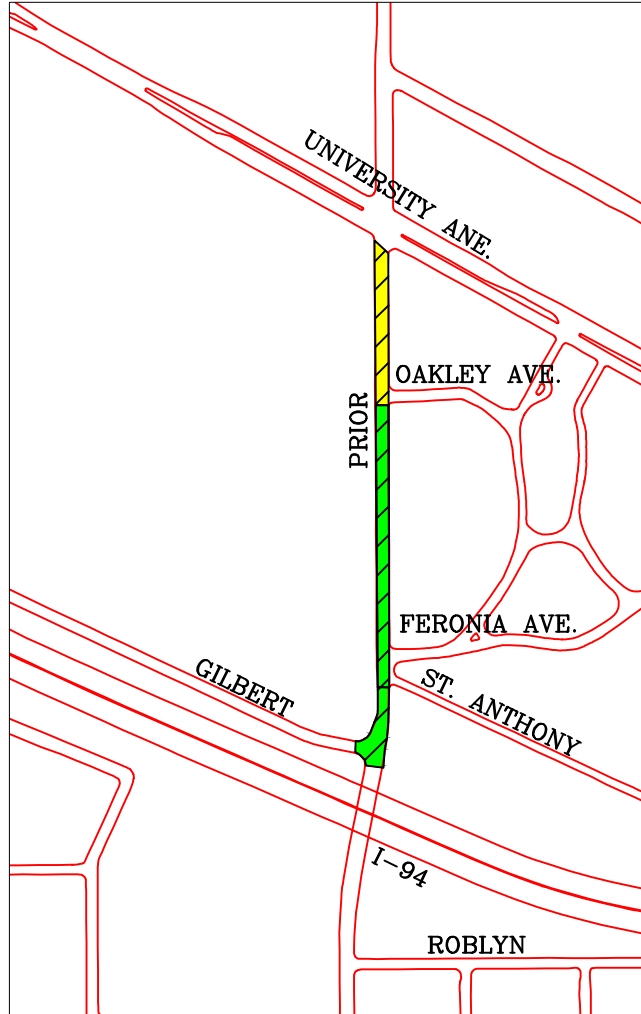 UNIVERSITY ANE.
OAKLEY AVE.
PRIOR
FERONIA AVE.
GILBERT
ST. ANTHONY
I-94
ROBLYN